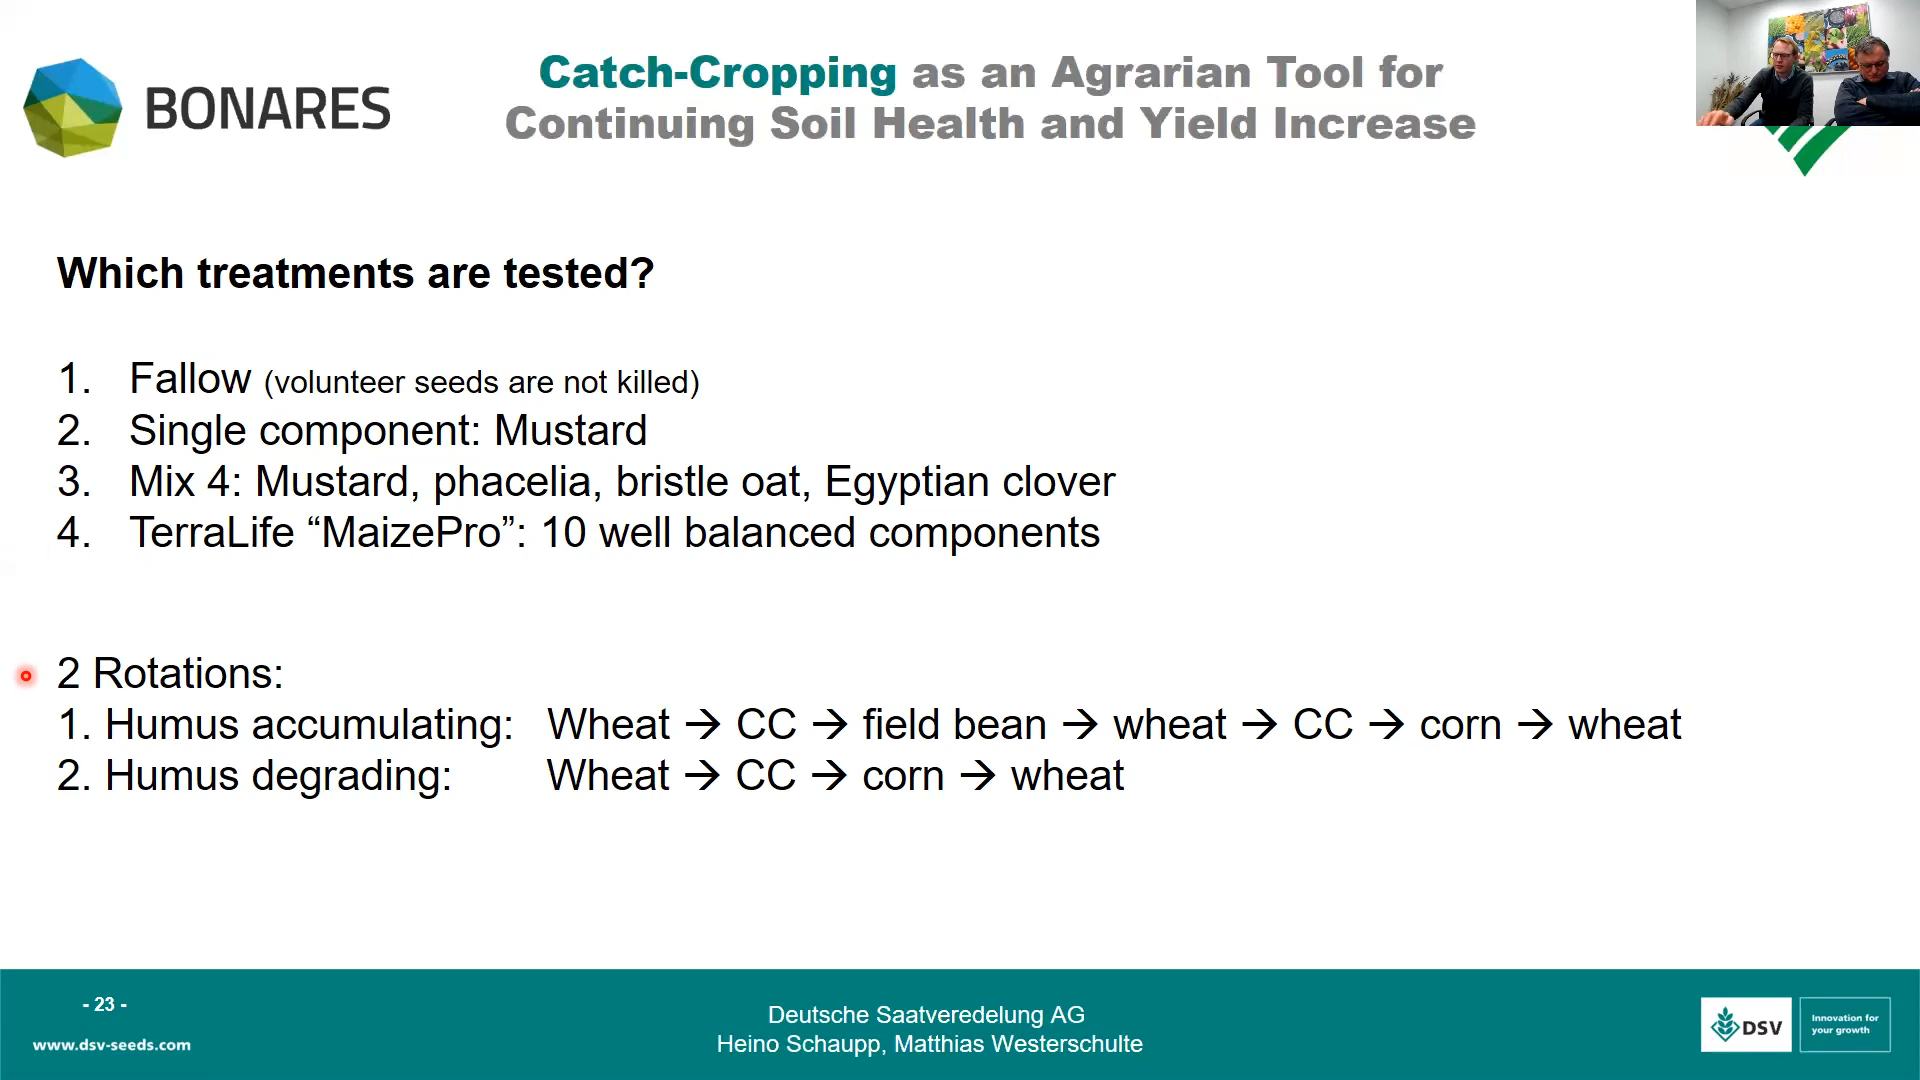 BONARES
Catch-Cropping as an Agrarian Tool for
Continuing Soil Health and Yield Increase
Which treatments are tested?
1. Fallow (volunteer seeds are not killed)
2. Single component: Mustard
3. Mix 4: Mustard, phacelia, bristle oat, Egyptian clover
4. TerraLife “MaizePro”: 10 well balanced components
2 Rotations:
1. Humus accumulating: Wheat → CC → field bean → wheat → CC → corn → wheat
2. Humus degrading: Wheat → CC → corn → wheat
- 23 -
www.dsv-seeds.com
Deutsche Saatveredelung AG
Heino Schaupp, Matthias Westerschulte
DSV
Innovation for
your growth